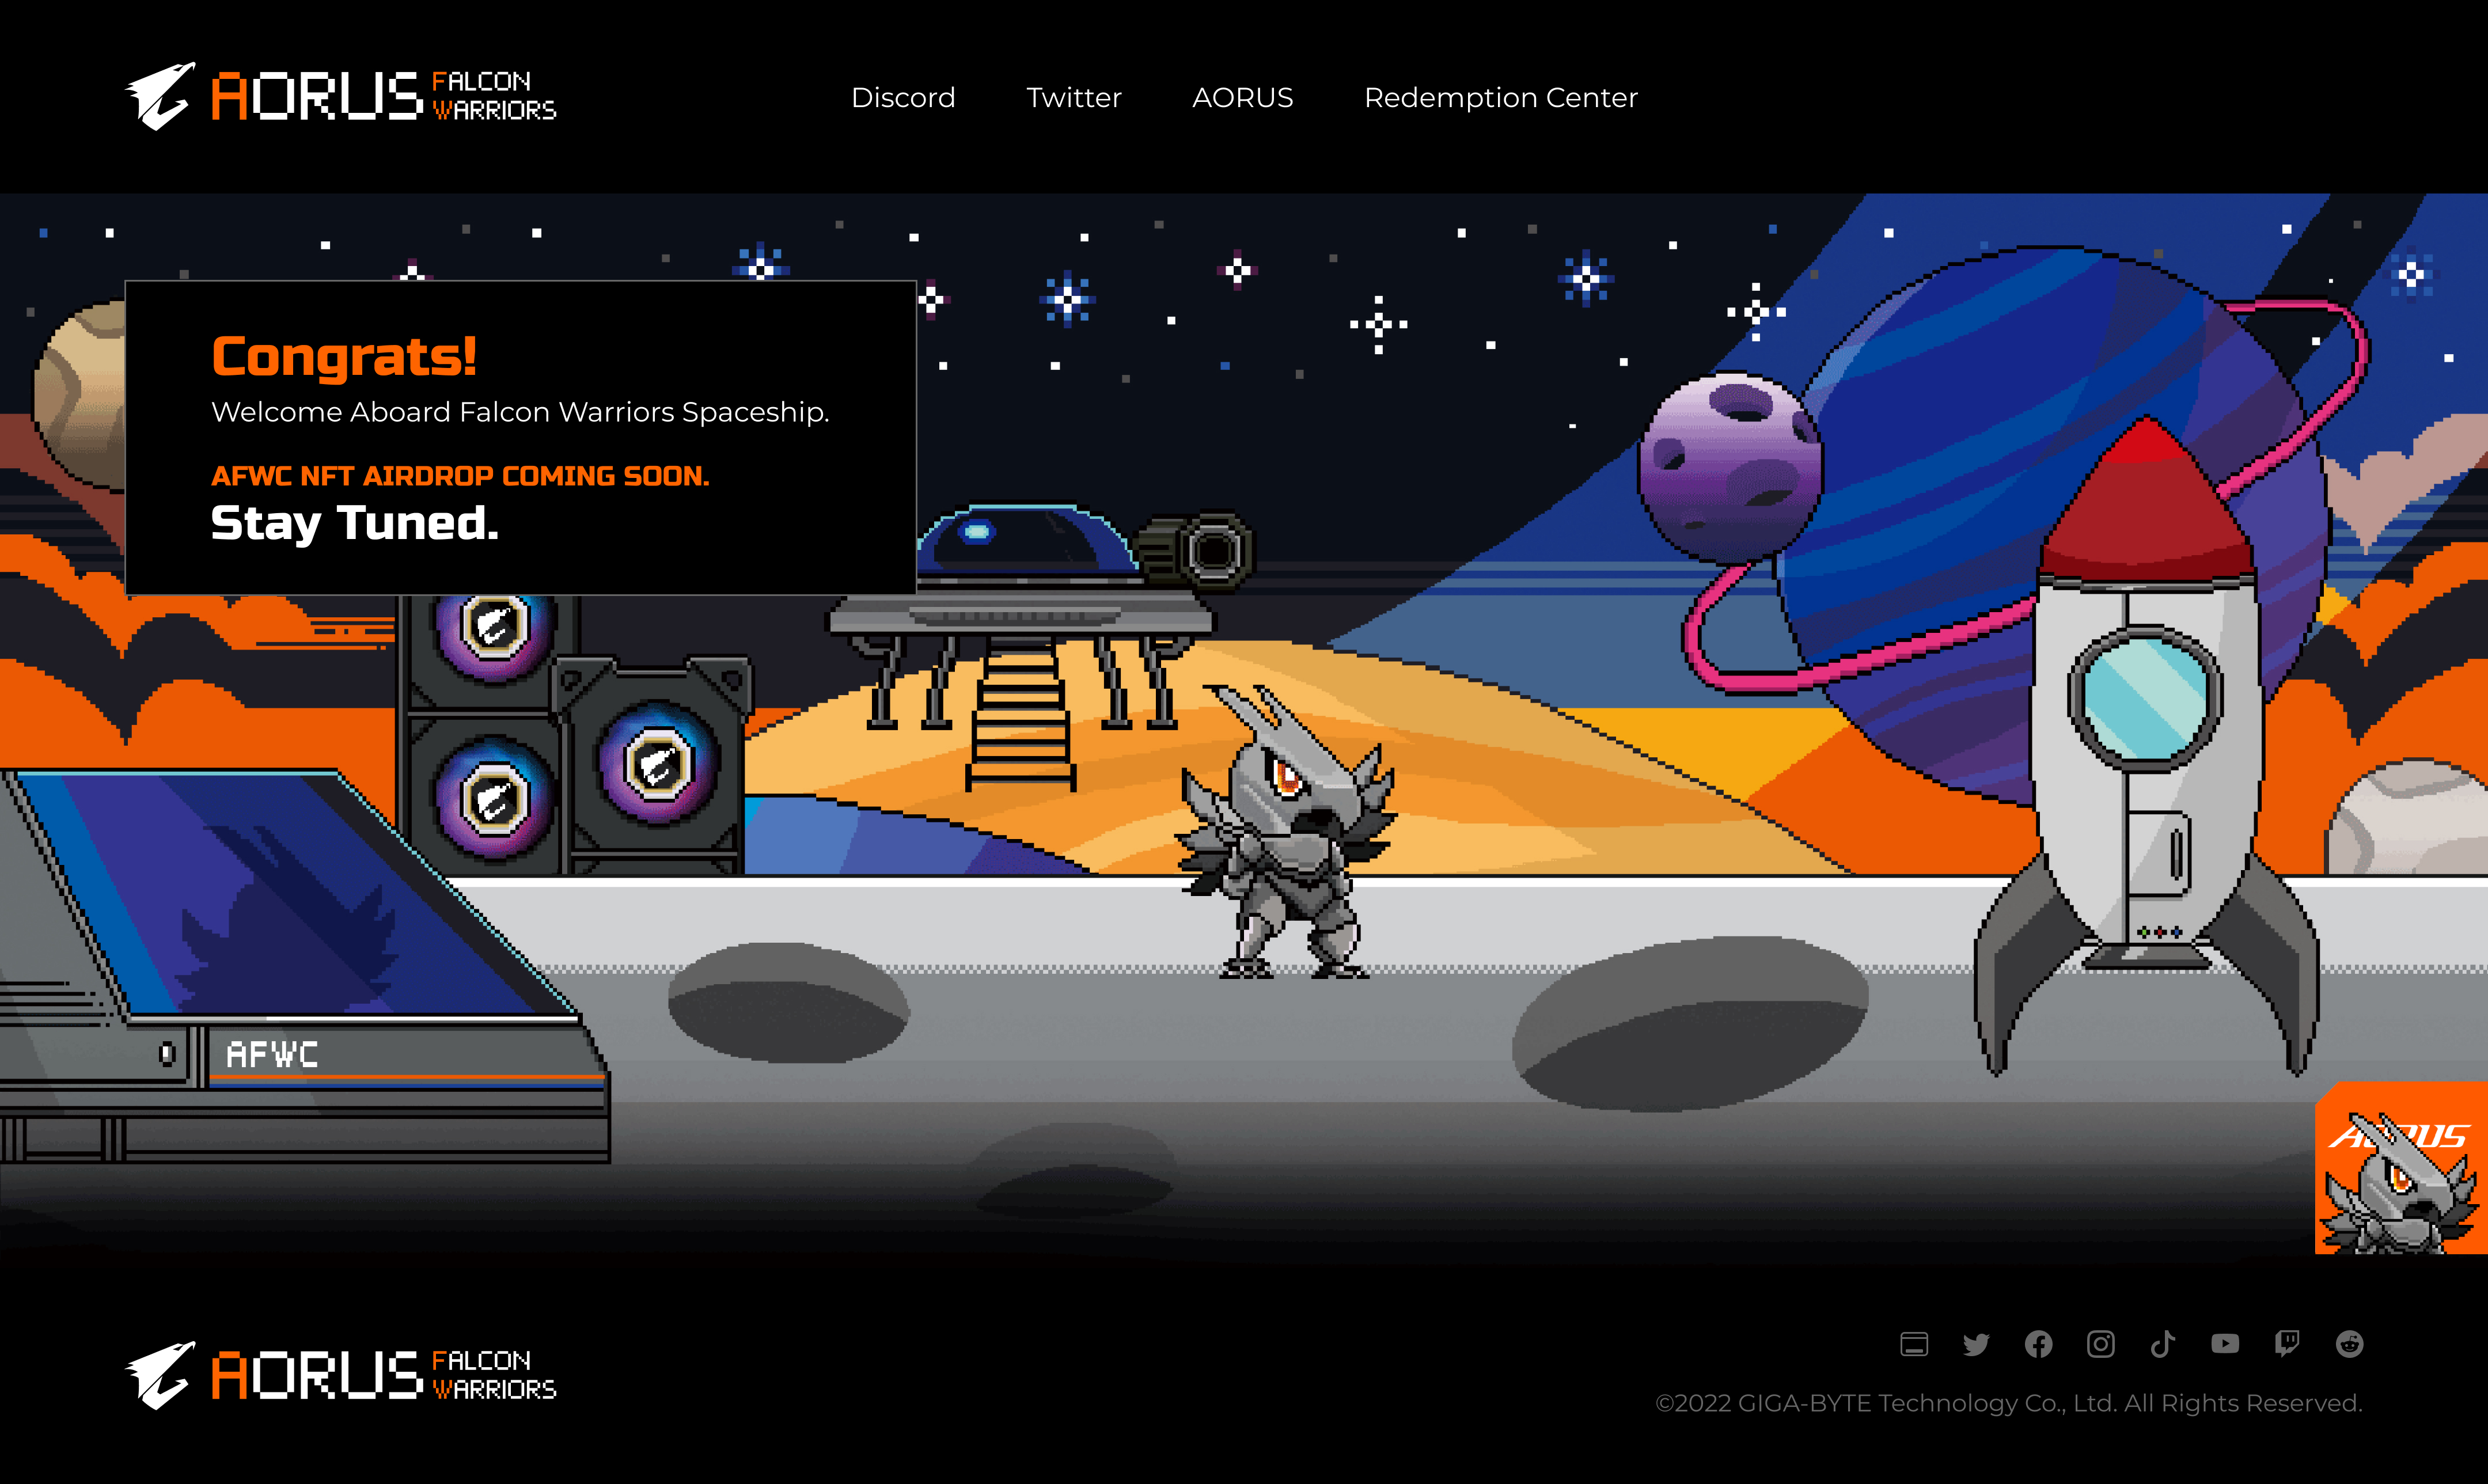 AORUS FALCON WARRIORS
Discord Twitter AORUS Redemption Center
Congrats!
Welcome Aboard Falcon Warriors Spaceship.
AFWC NFT AIRDROP COMING SOON.
Stay Tuned.
AFWC
AORUS
AORUS FALCON WARRIORS
©2022 GIGA-BYTE Technology Co., Ltd. All Rights Reserved.